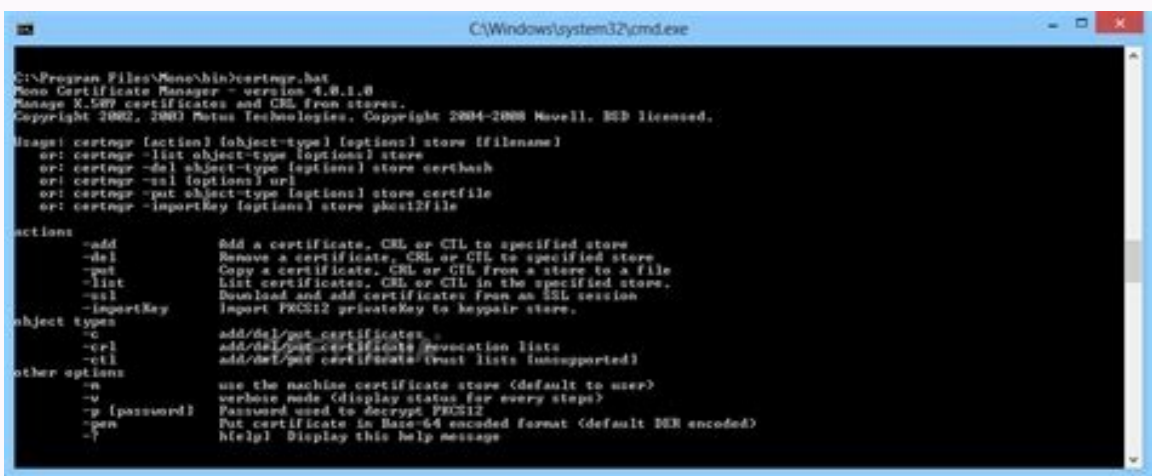 C:\Windows\system32\cmd.exe
C:\Program Files\Mono\bin>certmgr.bat
Mono Certificate Manager - version 4.0.1.0
Manage X.509 certificates and CRL from stores.
Copyright 2002, 2003 Motus Technologies. Copyright 2004-2008 Novell. BSD licensed.
Usage: certmgr [action] [object-type] [options] store [filename]
or: certmgr -list object-type [options] store
or: certmgr -del object-type [options] store certhash
or: certmgr -ssl [options] url
or: certmgr -put object-type [options] store certfile
or: certmgr -importKey [options] store pkcs12file
actions
-add Add a certificate, CRL or CTL to specified store
-del Remove a certificate, CRL or CTL to specified store
-put Copy a certificate, CRL or CTL from a store to a file
-list List certificates, CRL or CTL in the specified store.
-ssl Download and add certificates from an SSL session
-importKey Import PKCS12 privateKey to keypair store.
object types
-c add/del/put certificates
-crl add/del/put certificate revocation lists
-ctl add/del/put certificate trust lists [unsupported]
other options
-m use the machine certificate store (default to user)
-v verbose mode (display status for every steps)
-p [password] Password used to decrypt PKCS12
-pem Put certificate in Base-64 encoded format (default DER encoded)
-? h[elp] Display this help message